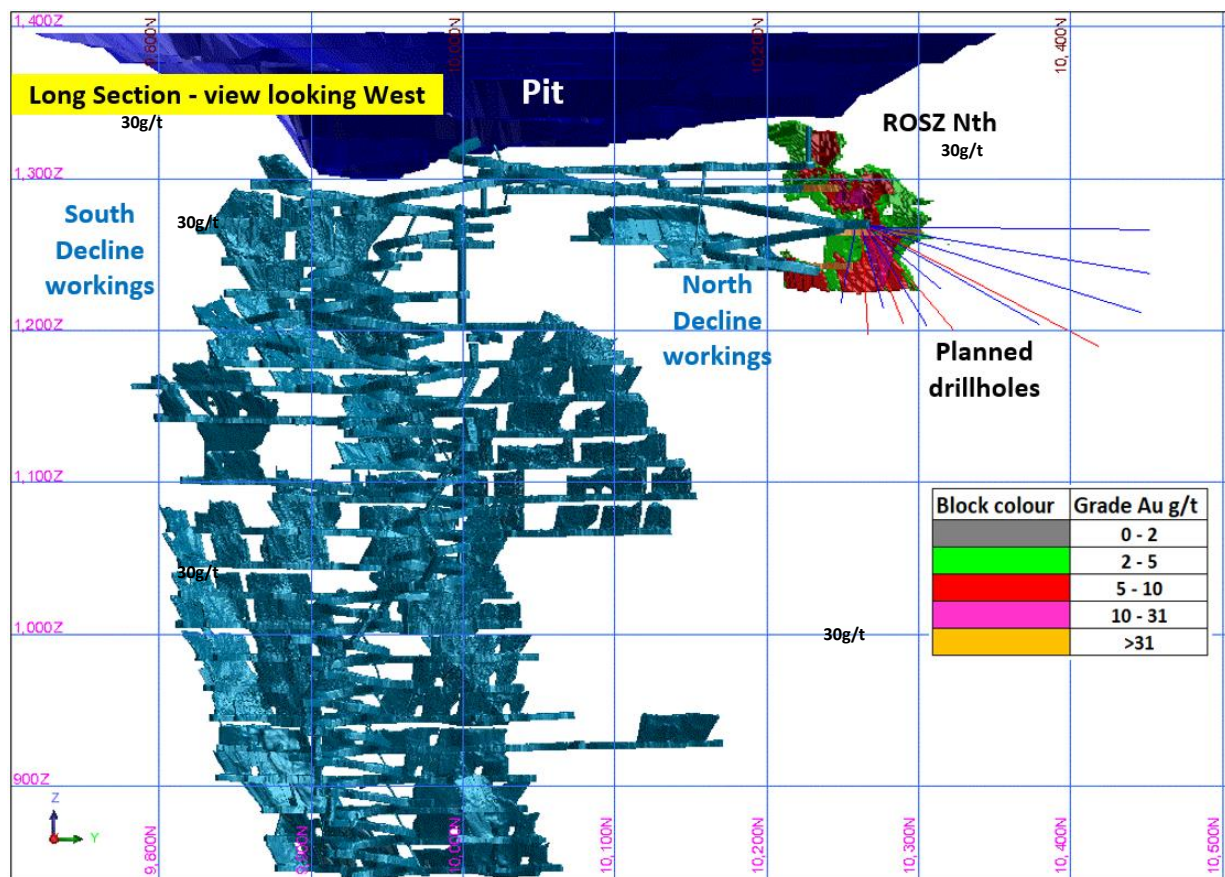 1,400Z
9,800N
10,000N
10,200N
10,400N
Long Section - view looking West
Pit
30g/t
ROSZ Nth
30g/t
1,300Z
South
Decline
workings
30g/t
North
Decline
workings
1,200Z
Planned
drillholes
1,100Z
Block colour Grade Au g/t
0 - 2
2 - 5
5 - 10
10 - 31
>31
30g/t
1,000Z
30g/t
900Z
Z
Y
9,800N
9,900N
10,000N
10,100N
10,200N
10,300N
10,400N
10,500N